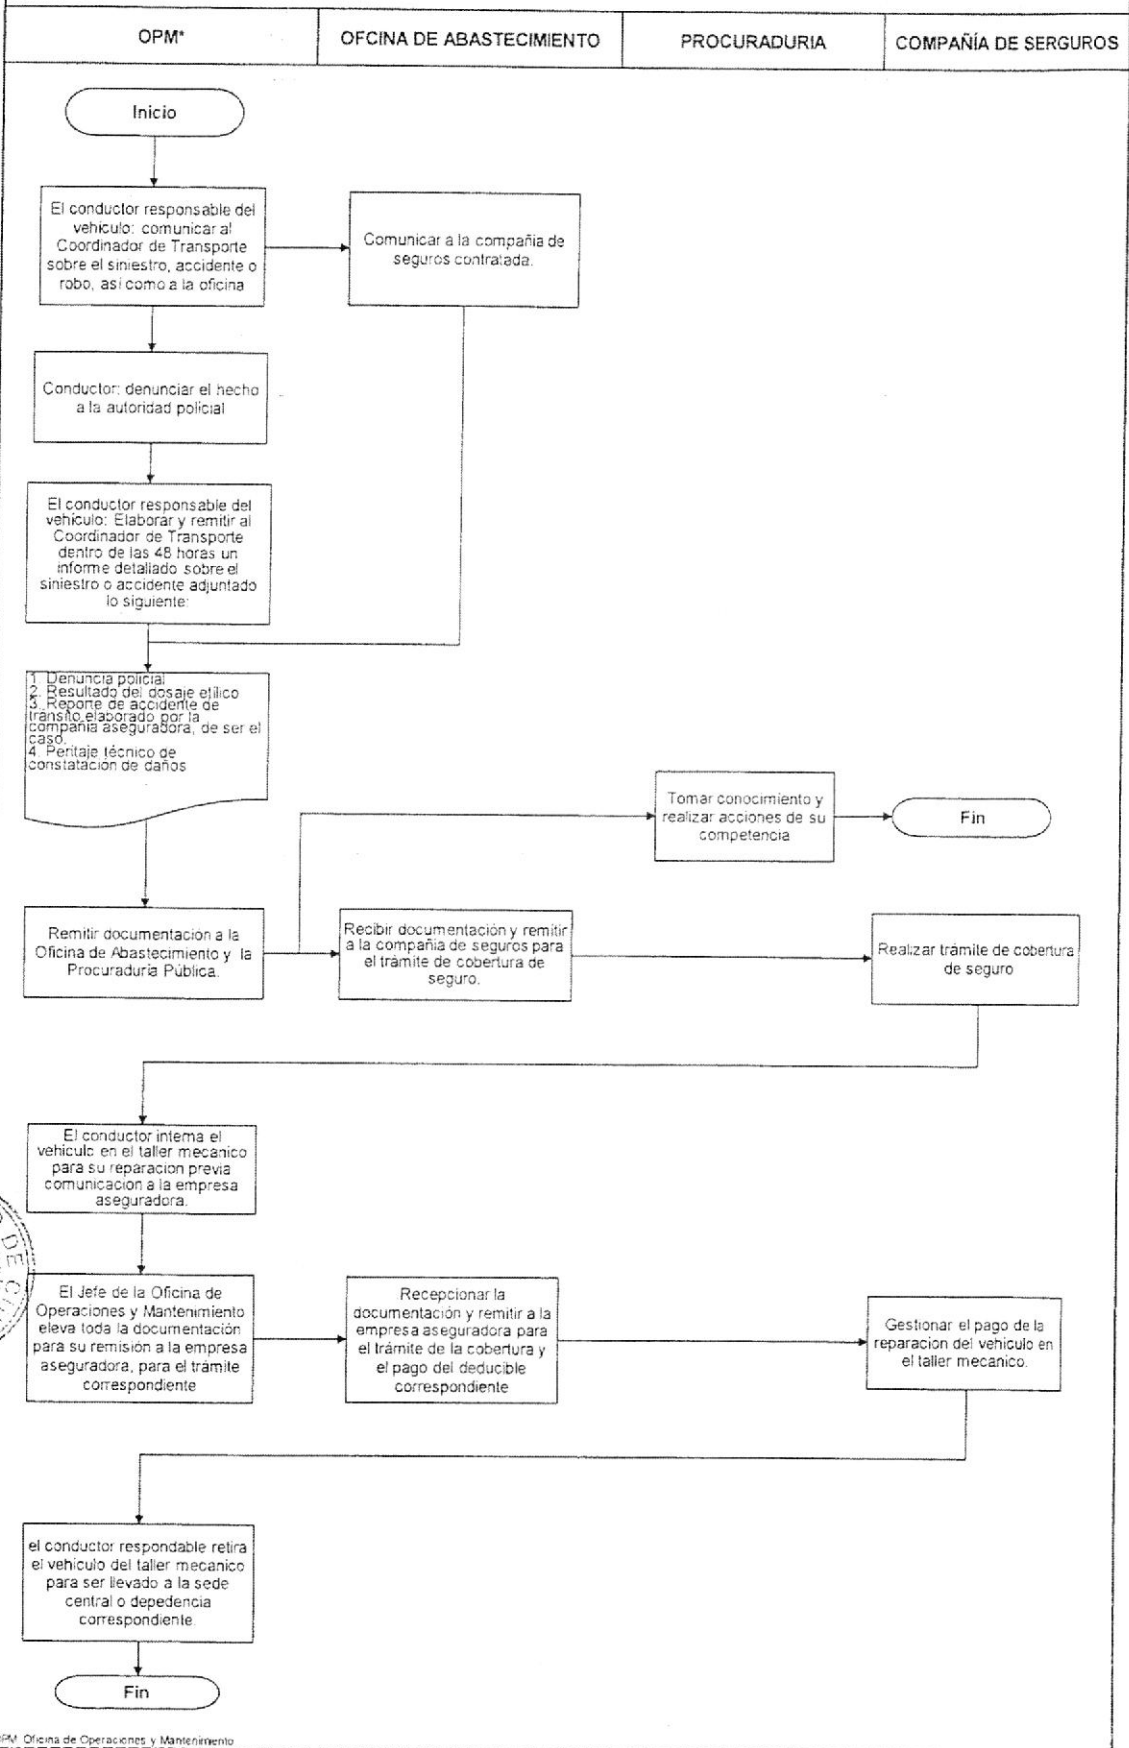 OPM*
OFCINA DE ABASTECIMIENTO
PROCURADURIA
COMPAÑÍA DE SERGUROS
Inicio
El conductor responsable del
vehículo: comunicar al
Coordinador de Transporte
sobre el siniestro, accidente o
robo, así como a la oficina
Comunicar a la compañia de
seguros contratada.
Conductor: denunciar el hecho
a la autoridad policial
El conductor responsable del
vehículo: Elaborar y remitir al
Coordinador de Transporte
dentro de las 48 horas un
informe detallado sobre el
siniestro o accidente adjuntado
lo siguiente:
1. Denuncia policial
2. Resultado del dosaje etílico
3. Reporte de accidente de
tránsito elaborado por la
compañía aseguradora, de ser el
caso.
4. Peritaje técnico de
constatación de daños
Tomar conocimiento y
realizar acciones de su
competencia
Fin
Remitir documentación a la
Oficina de Abastecimiento y la
Procuraduría Pública.
Recibir documentación y remitir
a la compañia de seguros para
el trámite de cobertura de
seguro.
Realizar trámite de cobertura
de seguro
El conductor interna el
vehiculo en el taller mecanico
para su reparacion previa
comunicacion a la empresa
aseguradora.
DE
El Jefe de la Oficina de
Operaciones y Mantenimiento
eleva toda la documentación
para su remisión a la empresa
aseguradora, para el trámite
correspondiente
Recepcionar la
documentación y remitir a la
empresa aseguradora para
el trámite de la cobertura y
el pago del deducible
correspondiente
Gestionar el pago de la
reparacion del vehiculo en
el taller mecanico.
el conductor respondable retira
el vehiculo del taller mecanico
para ser llevado a la sede
central o depedencia
correspondiente.
Fin
PM. Oficina de Operaciones y Mantenimiento